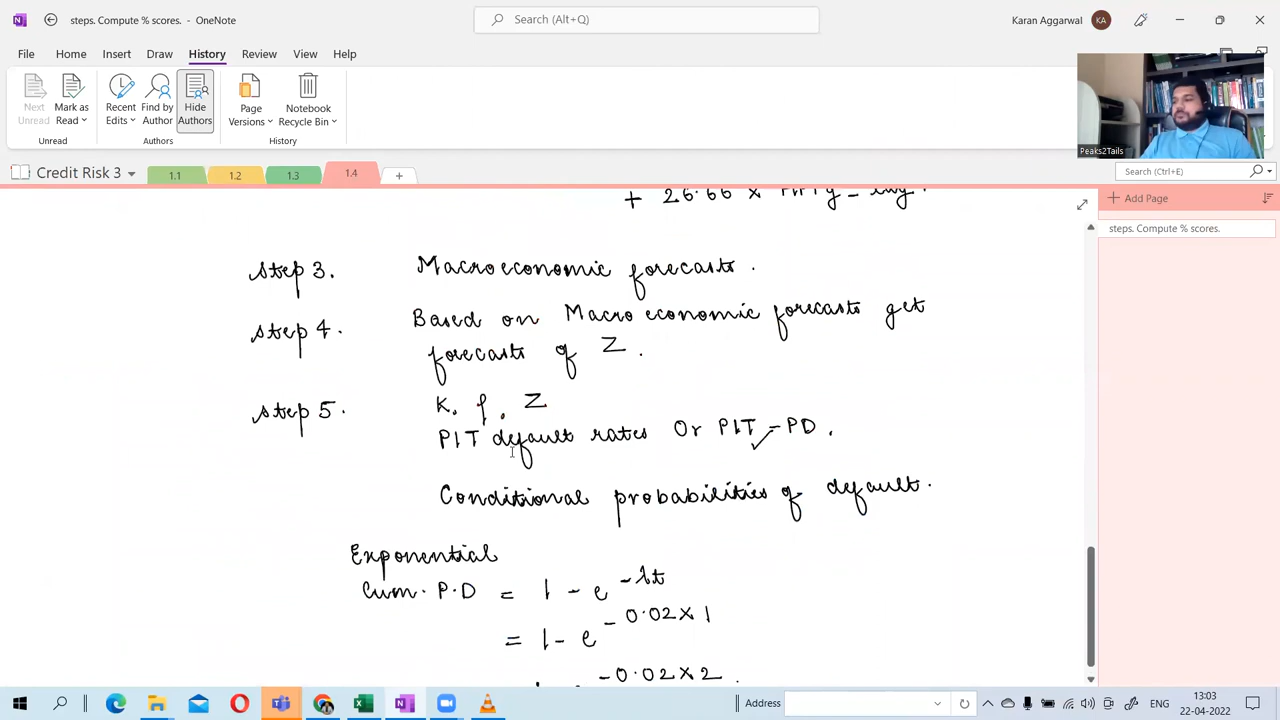 steps. Compute % scores. - OneNote
Search (Alt+Q)
Karan Aggarwal KA
File Home Insert Draw History Review View Help
Next Unread
Mark as Read
Recent Edits
Find by Author
Hide Authors
Page Versions
Notebook Recycle Bin
Unread Authors History
Peaks2Tails
Credit Risk 3 1.1 1.2 1.3 1.4 +
Search (Ctrl+E)
Add Page
steps. Compute % scores.
+ 26.66 ×
step 3. Macroeconomic forecasts.
step 4. Based on Macroeconomic forecasts get
forecasts of Z.
step 5. K. ρ. Z
PIT default rates Or PIT - PD.
Conditional probabilities of default.
Exponential
Cum. P.D = 1 - e -λt
= 1 - e - 0.02 × 1
- 0.02 × 2
Address
ENG
13:03
22-04-2022